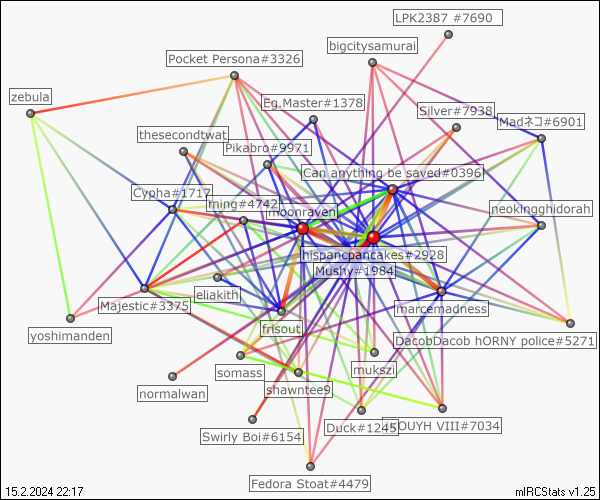 LPK2387 #7690
bigcitysamurai
Pocket Persona#3326
zebula
Eg.Master#1378
Silver#7938
Madネコ#6901
thesecondtwat
Pikabro#9971
Can anything be saved#0396
Cypha#1717
ming#4742
moonraven
neokingghidorah
hispancpancakes#2928
Mushy#1984
eliakith
Majestic#3375
marcemadness
frisout
yoshimanden
DacobDacob hORNY police#5271
mukszi
somass
shawntee9
normalwan
Duck#1245
OUYH VIII#7034
Swirly Boi#6154
Fedora Stoat#4479
15.2.2024 22:17
mIRCStats v1.25